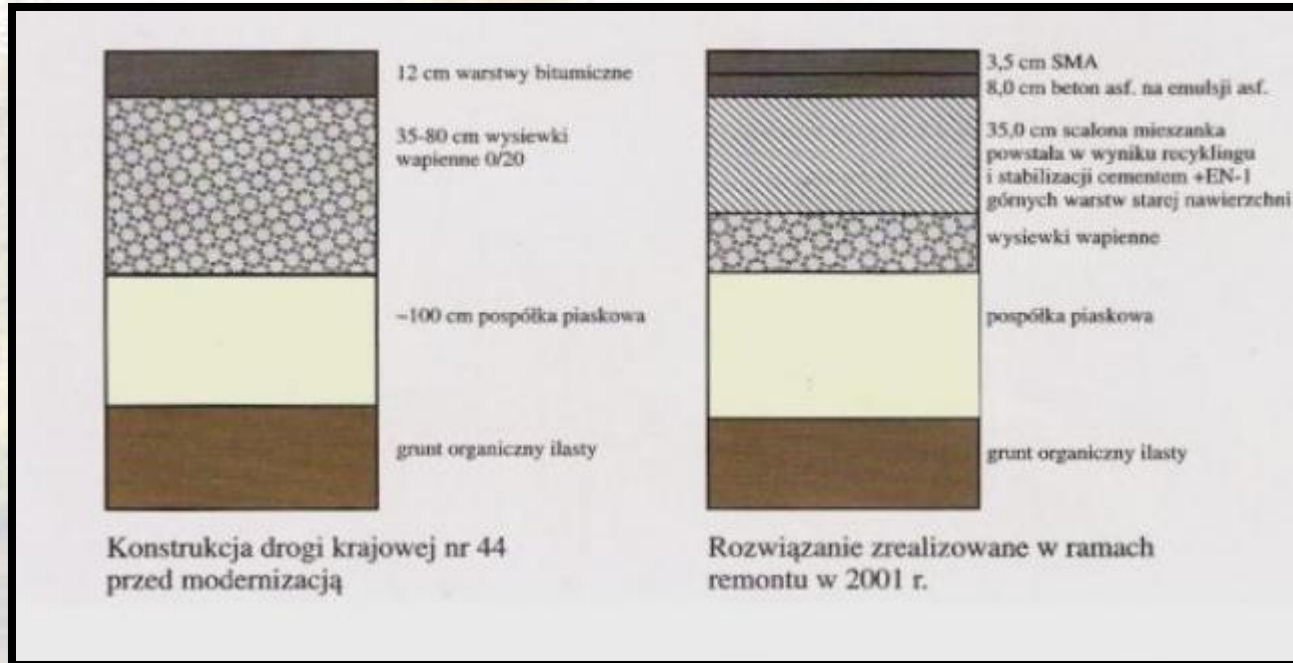 12 cm warstwy bitumiczne
35-80 cm wysiewki
wapienne 0/20
~100 cm pospółka piaskowa
grunt organiczny ilasty
Konstrukcja drogi krajowej nr 44
przed modernizacją
3,5 cm SMA
8,0 cm beton asf. na emulsji asf.
35,0 cm scalona mieszanka
powstała w wyniku recyklingu
i stabilizacji cementem +EN-1
górnych warstw starej nawierzchni
wysiewki wapienne
pospółka piaskowa
grunt organiczny ilasty
Rozwiązanie zrealizowane w ramach
remontu w 2001 r.